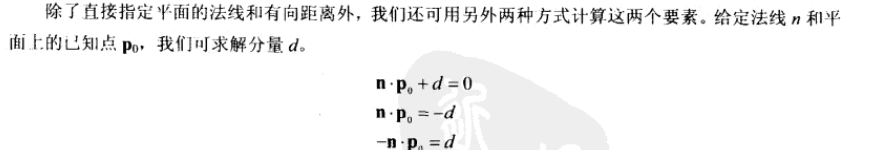 除了直接指定平面的法线和有向距离外，我们还可用另外两种方式计算这两个要素。给定法线 n 和平
面上的已知点 p₀，我们可求解分量 d。
n·p₀ + d = 0
n·p₀ = −d
−n·p₀ = d